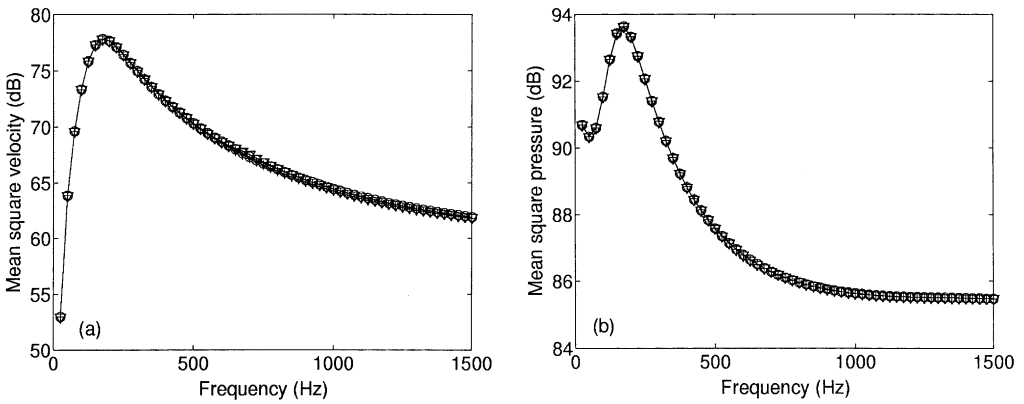 80
75
70
65
60
55
50
Mean square velocity (dB)
(a)
0 500 1000 1500
Frequency (Hz)
94
92
90
88
86
84
Mean square pressure (dB)
(b)
0 500 1000 1500
Frequency (Hz)